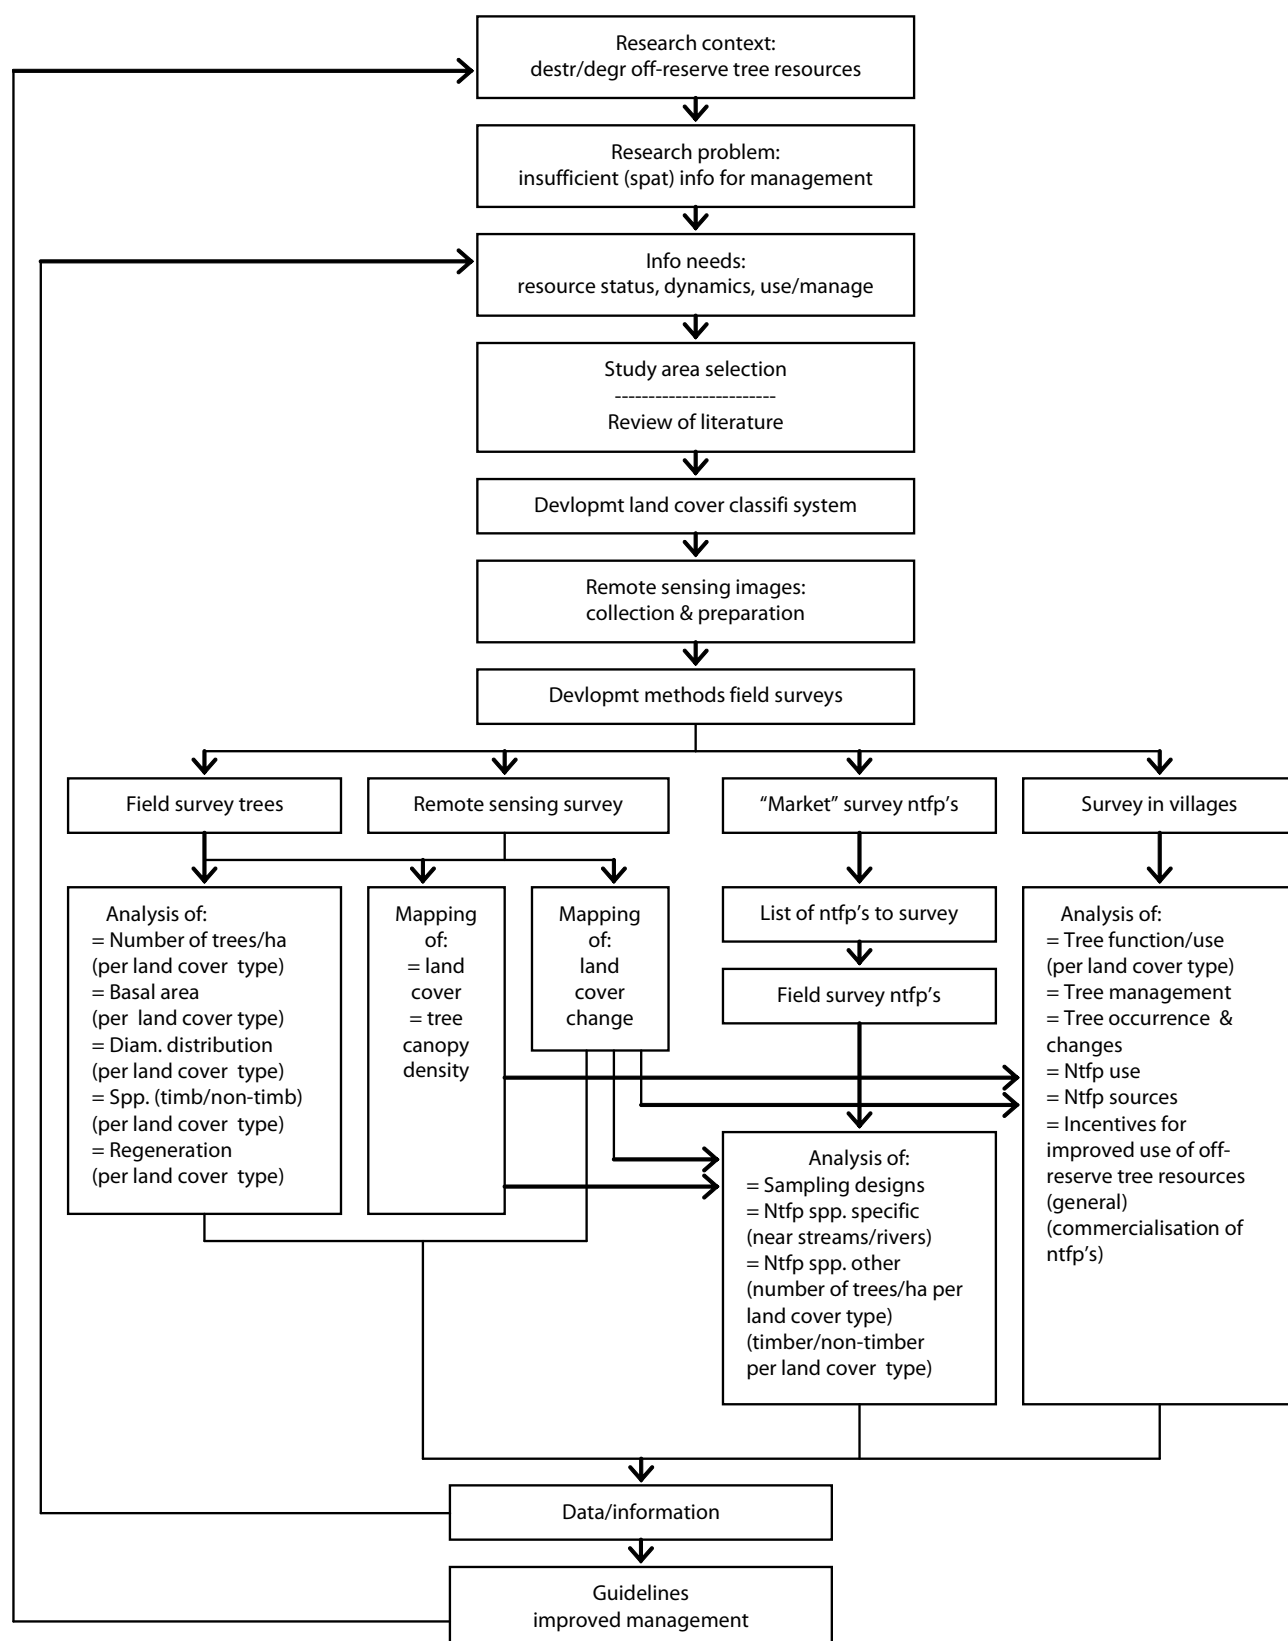 Research context:
destr/degr off-reserve tree resources
Research problem:
insufficient (spat) info for management
Info needs:
resource status, dynamics, use/manage
Study area selection
------------------------
Review of literature
Devlopmt land cover classifi system
Remote sensing images:
collection & preparation
Devlopmt methods field surveys
Field survey trees
Remote sensing survey
“Market” survey ntfp's
Survey in villages
Analysis of:
= Number of trees/ha
(per land cover type)
= Basal area
(per land cover type)
= Diam. distribution
(per land cover type)
= Spp. (timb/non-timb)
(per land cover type)
= Regeneration
(per land cover type)
Mapping
of:
= land
cover
= tree
canopy
density
Mapping
of:
land
cover
change
List of ntfp's to survey
Field survey ntfp's
Analysis of:
= Sampling designs
= Ntfp spp. specific
(near streams/rivers)
= Ntfp spp. other
(number of trees/ha per
land cover type)
(timber/non-timber
per land cover type)
Analysis of:
= Tree function/use
(per land cover type)
= Tree management
= Tree occurrence &
changes
= Ntfp use
= Ntfp sources
= Incentives for
improved use of off-
reserve tree resources
(general)
(commercialisation of
ntfp's)
Data/information
Guidelines
improved management